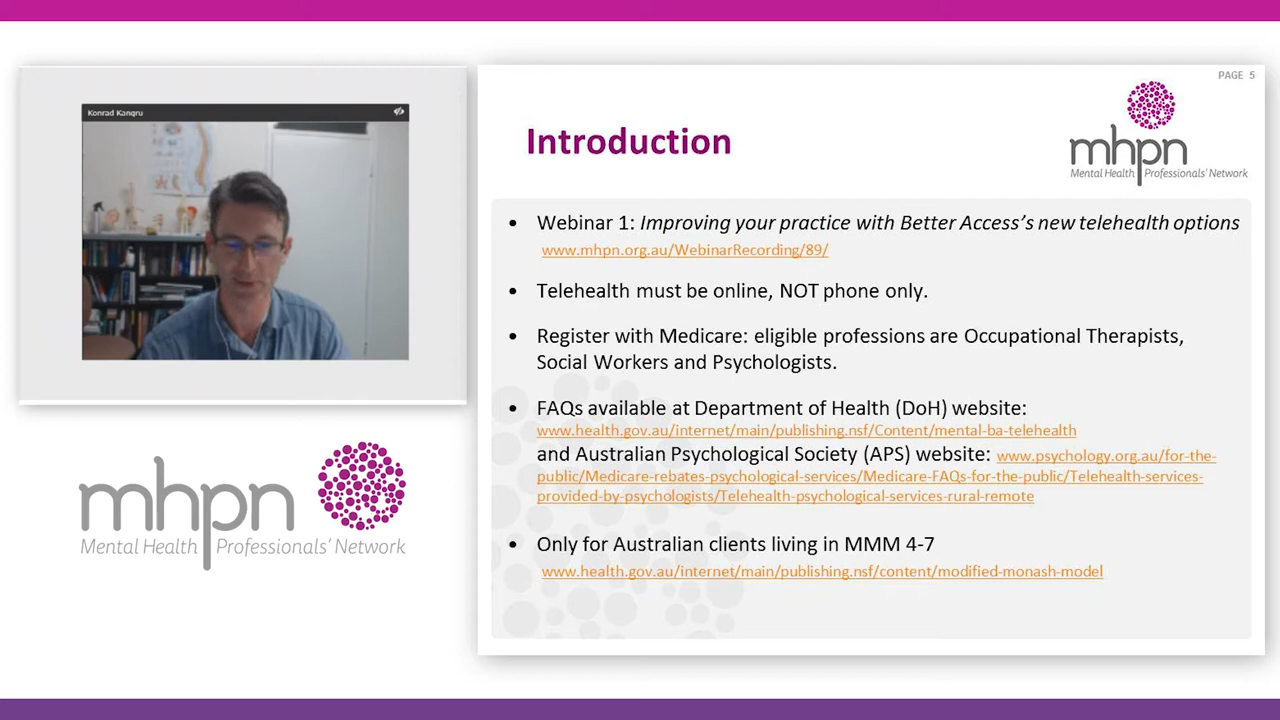 Konrad Kangru
mhpn
Mental Health Professionals' Network
PAGE 5
mhpn
Mental Health Professionals' Network
Introduction
• Webinar 1: Improving your practice with Better Access's new telehealth options
www.mhpn.org.au/WebinarRecording/89/
• Telehealth must be online, NOT phone only.
• Register with Medicare: eligible professions are Occupational Therapists,
Social Workers and Psychologists.
• FAQs available at Department of Health (DoH) website:
www.health.gov.au/internet/main/publishing.nsf/Content/mental-ba-telehealth
and Australian Psychological Society (APS) website: www.psychology.org.au/for-the-
public/Medicare-rebates-psychological-services/Medicare-FAQs-for-the-public/Telehealth-services-
provided-by-psychologists/Telehealth-psychological-services-rural-remote
• Only for Australian clients living in MMM 4-7
www.health.gov.au/internet/main/publishing.nsf/content/modified-monash-model